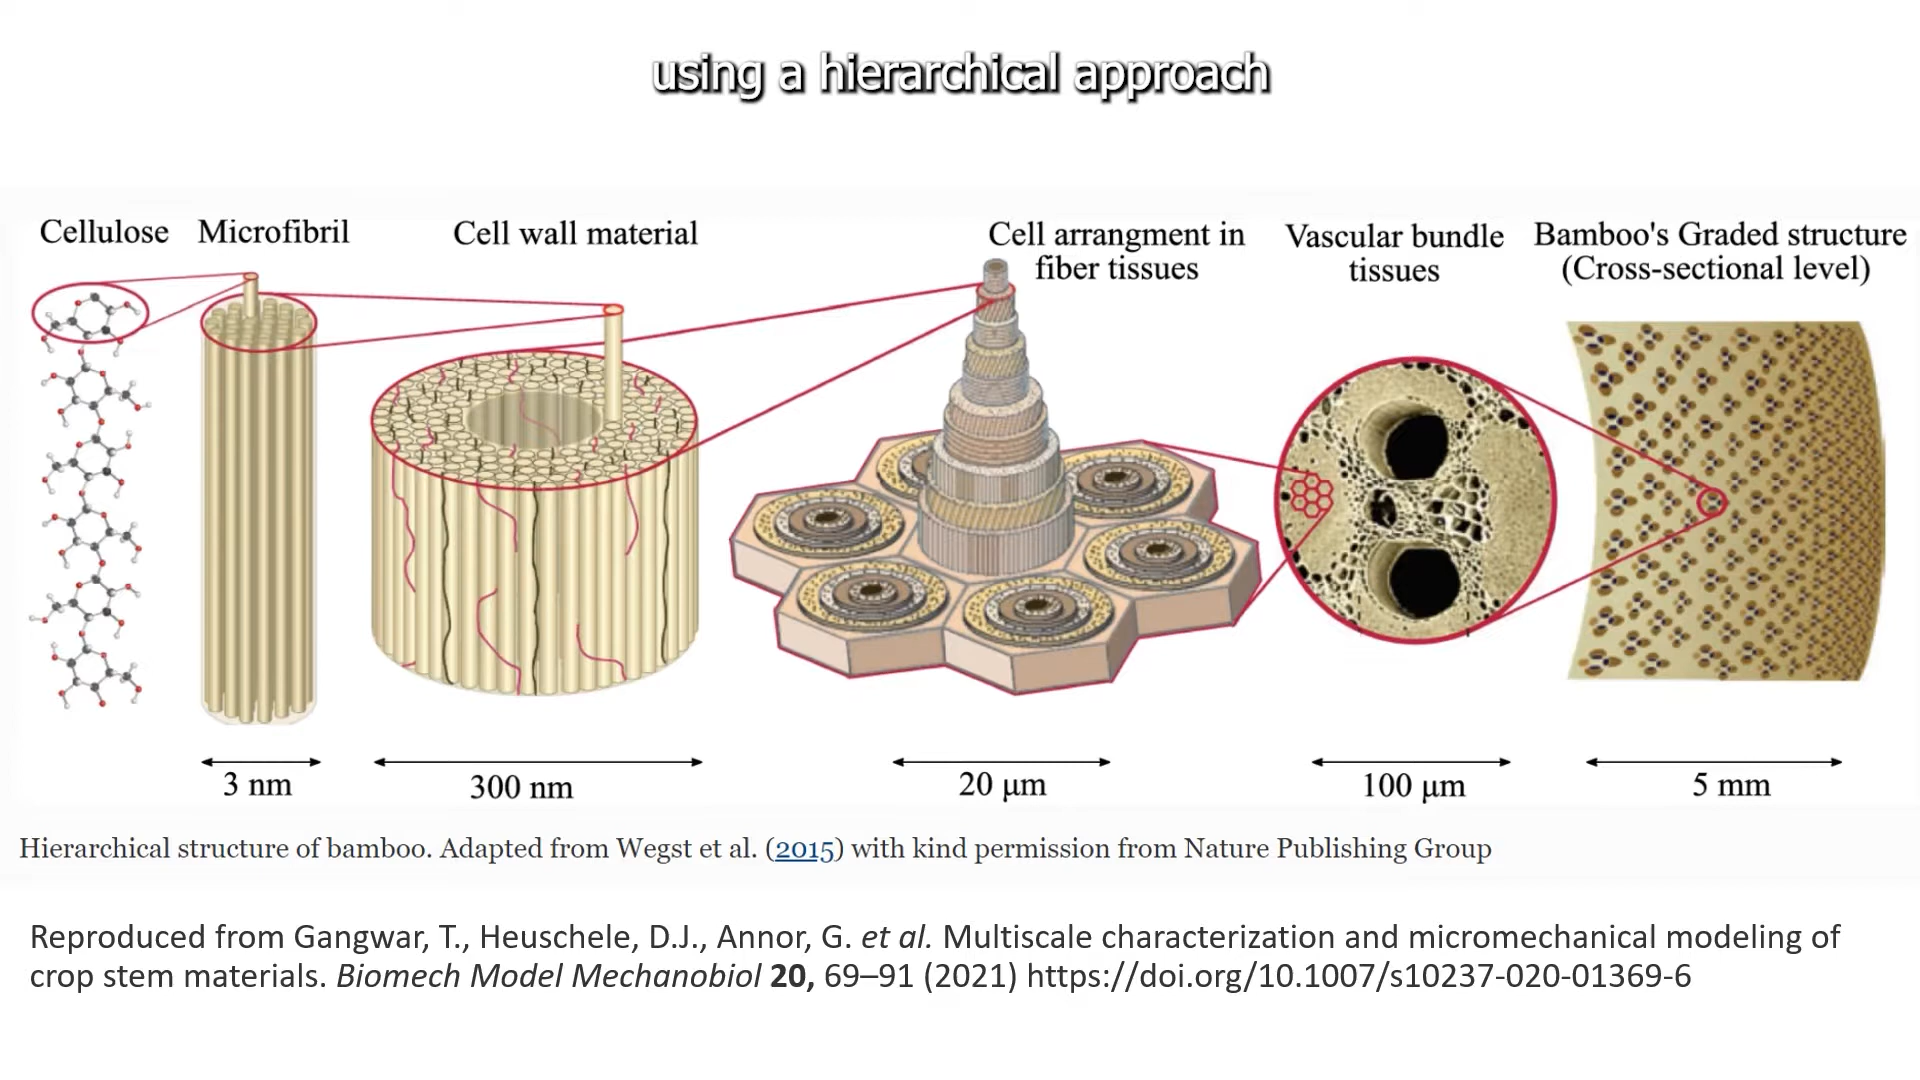 using a hierarchical approach
Cellulose
Microfibril
Cell wall material
Cell arrangment in
fiber tissues
Vascular bundle
tissues
Bamboo's Graded structure
(Cross-sectional level)
3 nm
300 nm
20 μm
100 μm
5 mm
Hierarchical structure of bamboo. Adapted from Wegst et al. (2015) with kind permission from Nature Publishing Group
Reproduced from Gangwar, T., Heuschele, D.J., Annor, G. et al. Multiscale characterization and micromechanical modeling of
crop stem materials. Biomech Model Mechanobiol 20, 69–91 (2021) https://doi.org/10.1007/s10237-020-01369-6